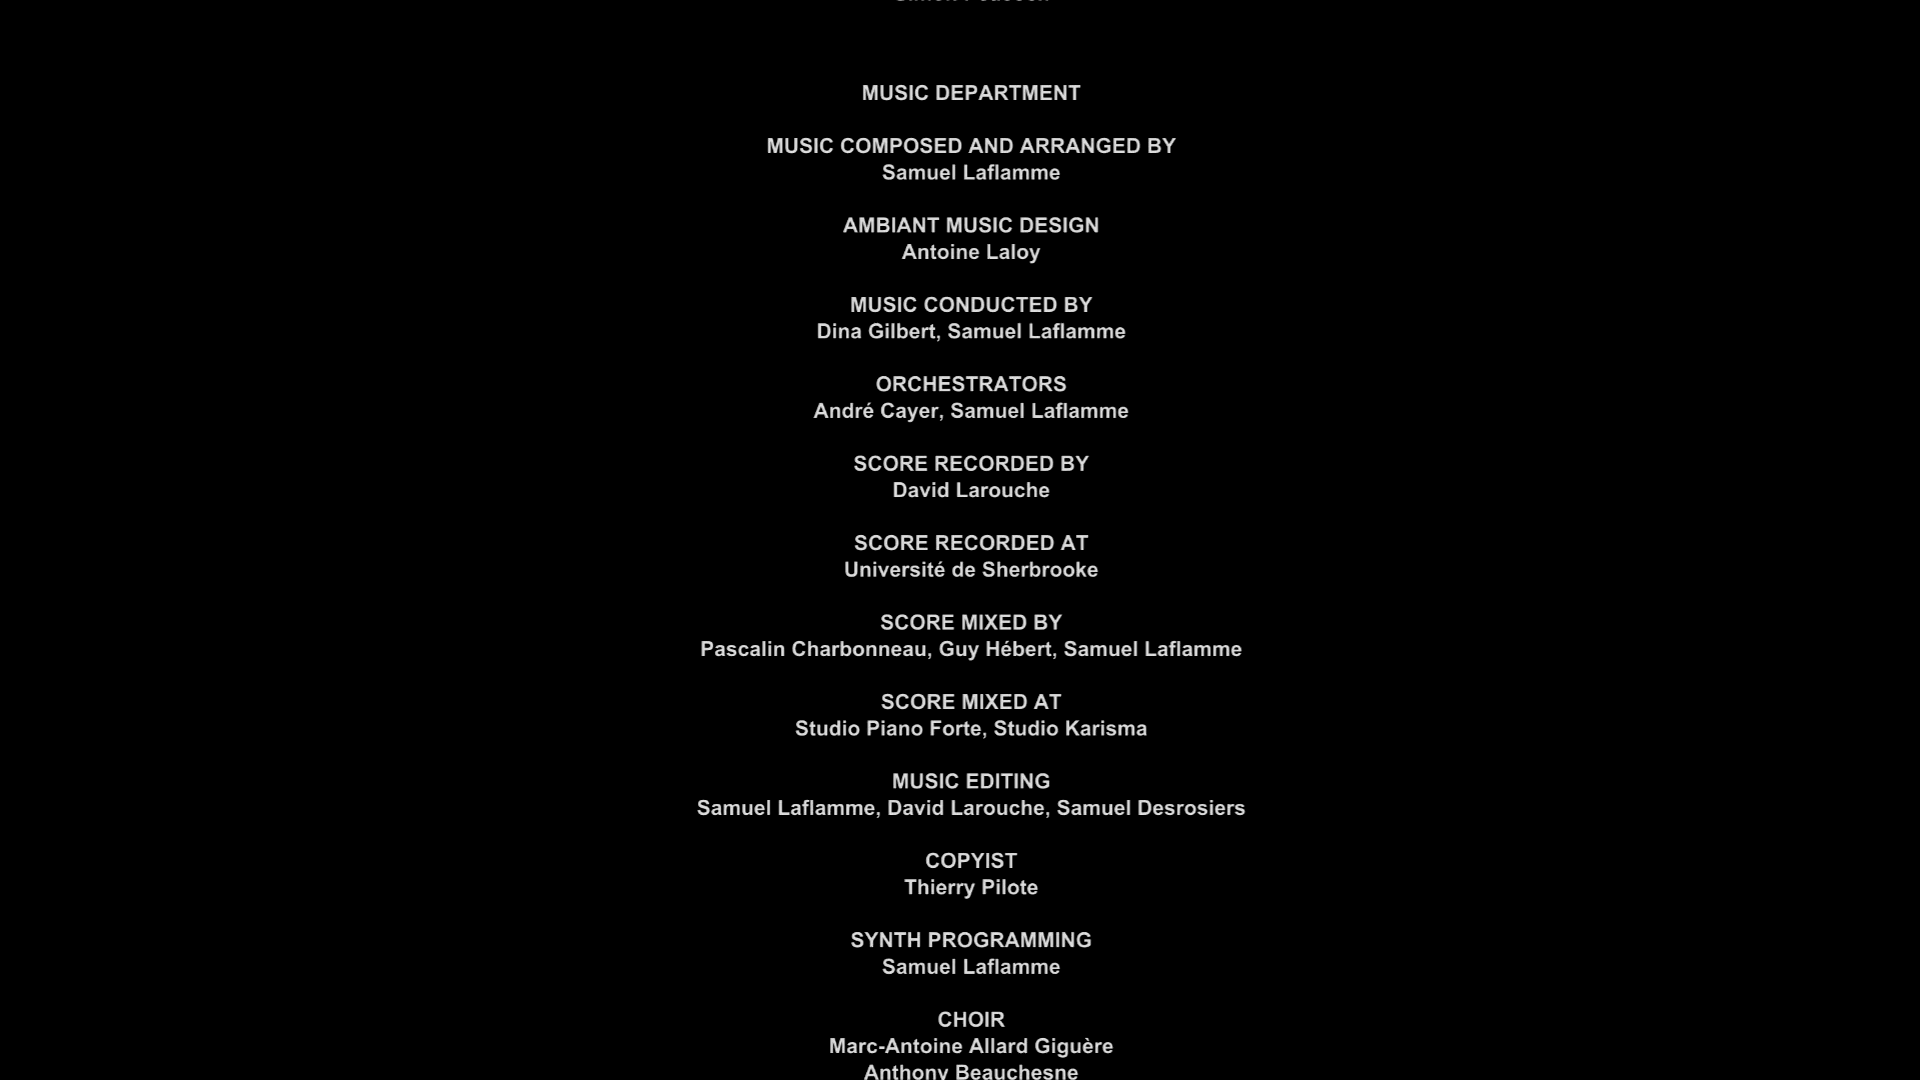 MUSIC DEPARTMENT
MUSIC COMPOSED AND ARRANGED BY
Samuel Laflamme
AMBIANT MUSIC DESIGN
Antoine Laloy
MUSIC CONDUCTED BY
Dina Gilbert, Samuel Laflamme
ORCHESTRATORS
André Cayer, Samuel Laflamme
SCORE RECORDED BY
David Larouche
SCORE RECORDED AT
Université de Sherbrooke
SCORE MIXED BY
Pascalin Charbonneau, Guy Hébert, Samuel Laflamme
SCORE MIXED AT
Studio Piano Forte, Studio Karisma
MUSIC EDITING
Samuel Laflamme, David Larouche, Samuel Desrosiers
COPYIST
Thierry Pilote
SYNTH PROGRAMMING
Samuel Laflamme
CHOIR
Marc-Antoine Allard Giguère
Anthony Beauchesne